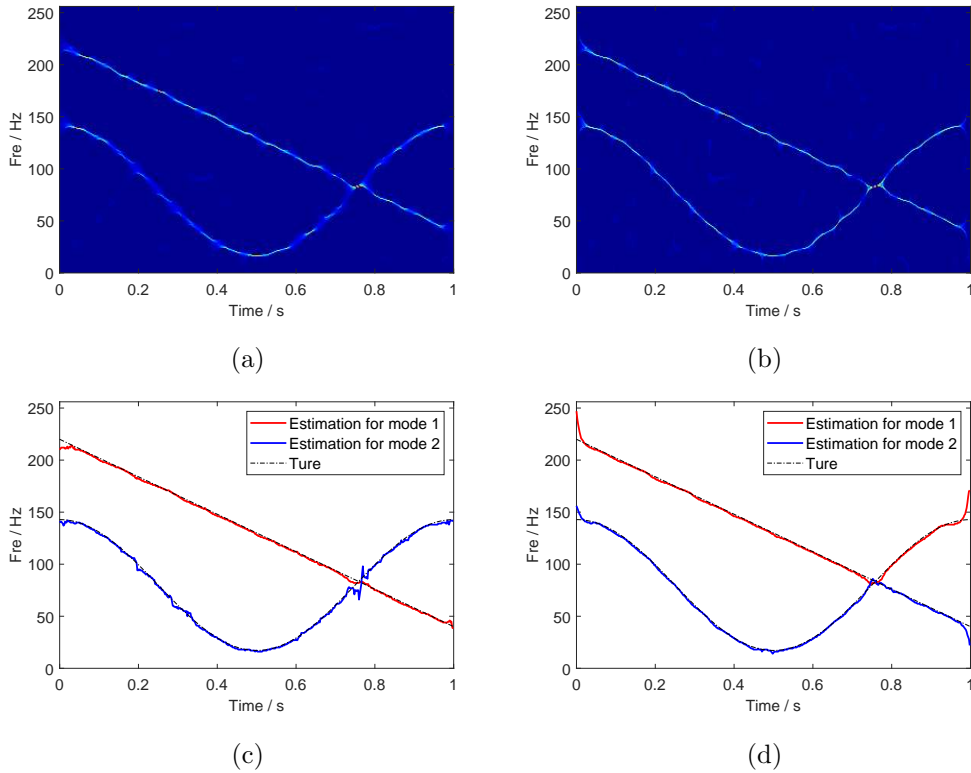 250
200
150
100
50
0
Fre / Hz
0 0.2 0.4 0.6 0.8 1
Time / s
(a)
250
200
150
100
50
0
Fre / Hz
0 0.2 0.4 0.6 0.8 1
Time / s
(b)
250
200
150
100
50
0
Fre / Hz
Estimation for mode 1
Estimation for mode 2
Ture
0 0.2 0.4 0.6 0.8 1
Time / s
(c)
250
200
150
100
50
0
Fre / Hz
Estimation for mode 1
Estimation for mode 2
Ture
0 0.2 0.4 0.6 0.8 1
Time / s
(d)